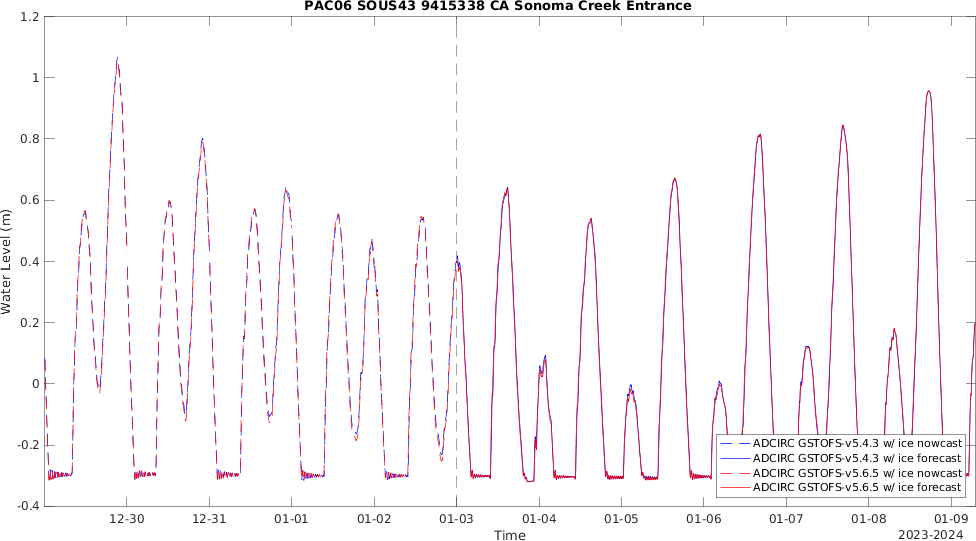 PAC06 SOUS43 9415338 CA Sonoma Creek Entrance
Water Level (m)
1.2
1
0.8
0.6
0.4
0.2
0
-0.2
-0.4
ADCIRC GSTOFS-v5.4.3 w/ ice nowcast
ADCIRC GSTOFS-v5.4.3 w/ ice forecast
ADCIRC GSTOFS-v5.6.5 w/ ice nowcast
ADCIRC GSTOFS-v5.6.5 w/ ice forecast
12-30 12-31 01-01 01-02 01-03 01-04 01-05 01-06 01-07 01-08 01-09
Time
2023-2024